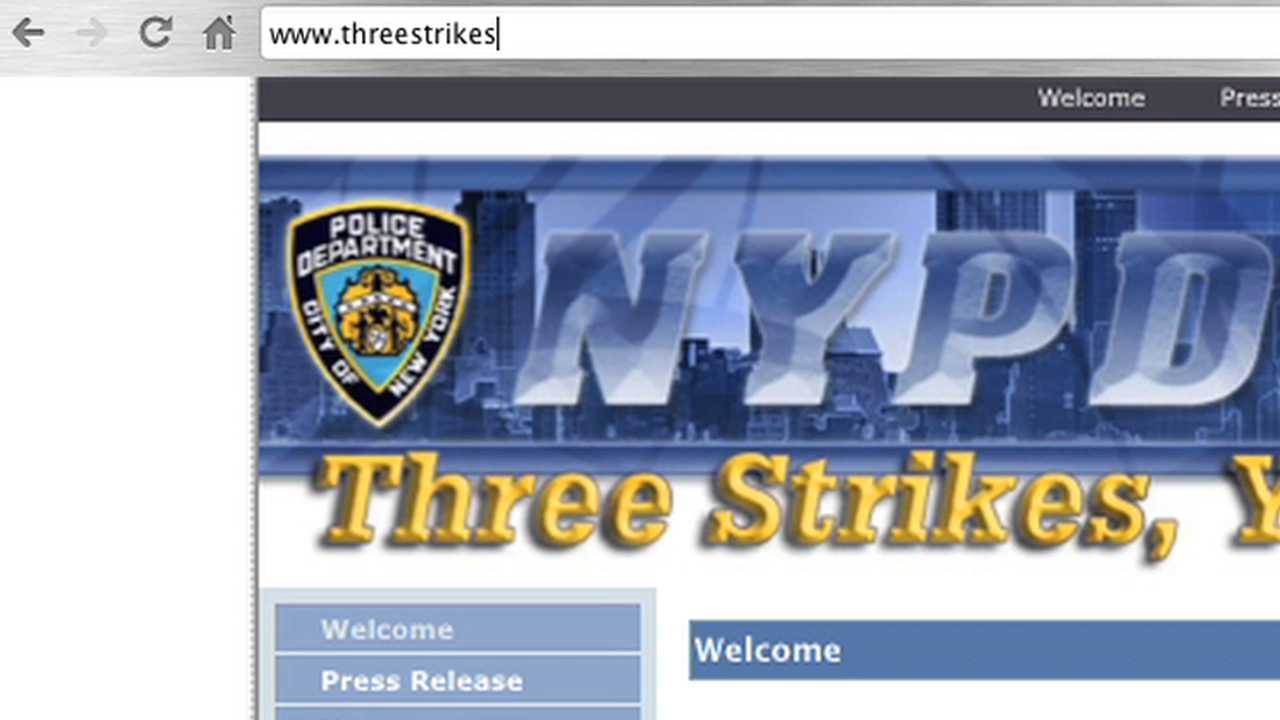 www.threestrikes
Welcome Press
POLICE
DEPARTMENT
CITY OF NEW YORK
NYPD
Three Strikes, Y
Welcome
Welcome
Press Release